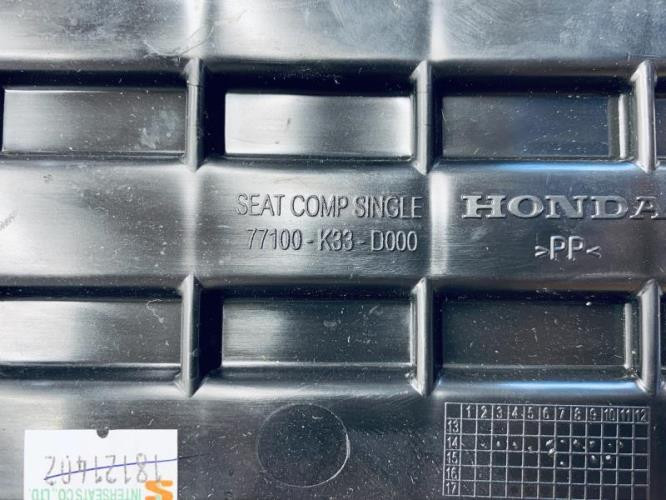 SEAT COMP SINGLE
77100 - K33 - D000
HONDA
>PP<
1 2 3 4 5 6 7 8 9 10 11 12
13
14
15
16
17
18121402
S
INTERSEATS CO., LTD.